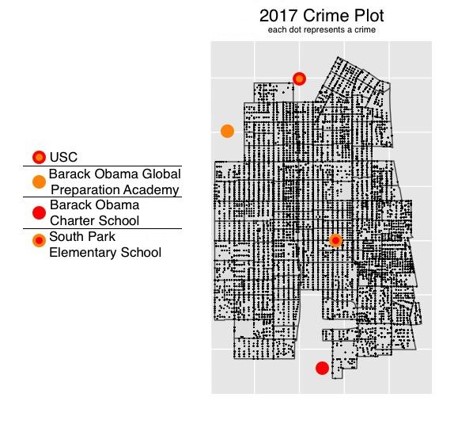 2017 Crime Plot
each dot represents a crime
USC
Barack Obama Global
Preparation Academy
Barack Obama
Charter School
South Park
Elementary School